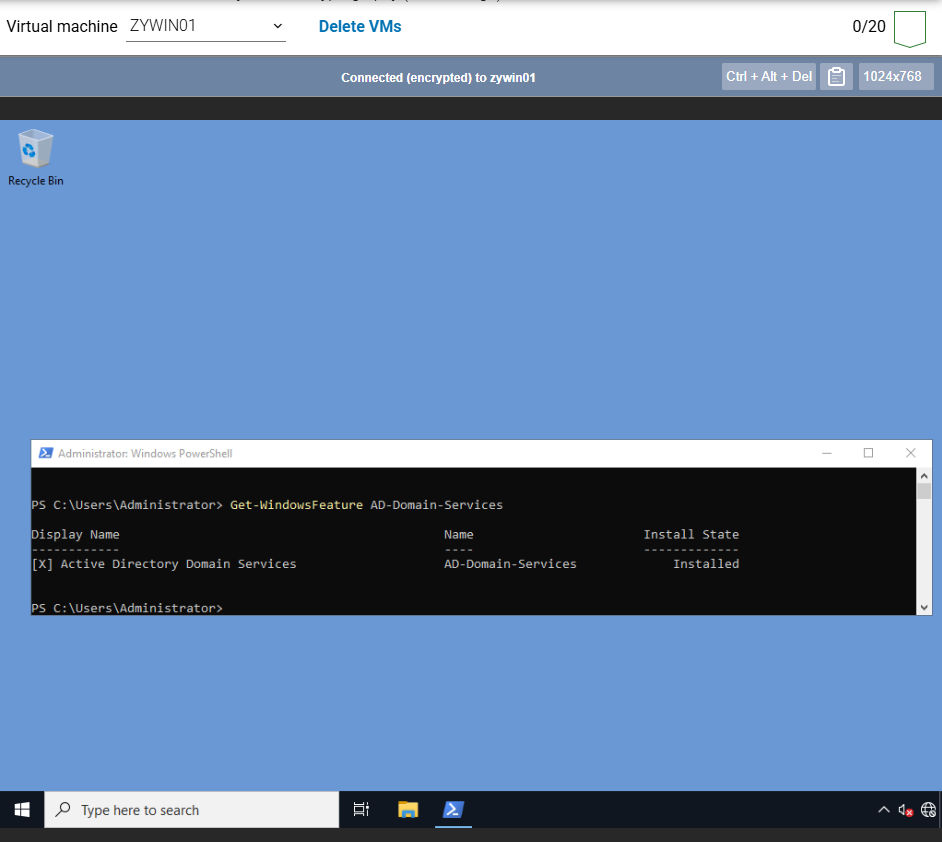 Virtual machine ZYWIN01 Delete VMs 0/20
Connected (encrypted) to zywin01 Ctrl + Alt + Del 1024x768
Recycle Bin
Administrator: Windows PowerShell
PS C:\Users\Administrator> Get-WindowsFeature AD-Domain-Services
Display Name Name Install State
------------ ---- -------------
[X] Active Directory Domain Services AD-Domain-Services Installed
PS C:\Users\Administrator>
Type here to search